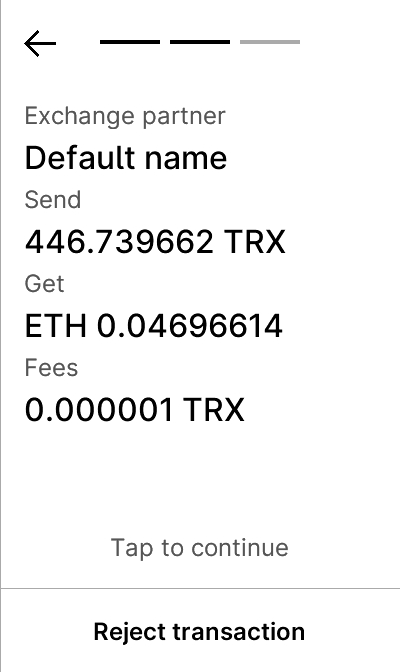 Exchange partner
Default name
Send
446.739662 TRX
Get
ETH 0.04696614
Fees
0.000001 TRX
Tap to continue
Reject transaction